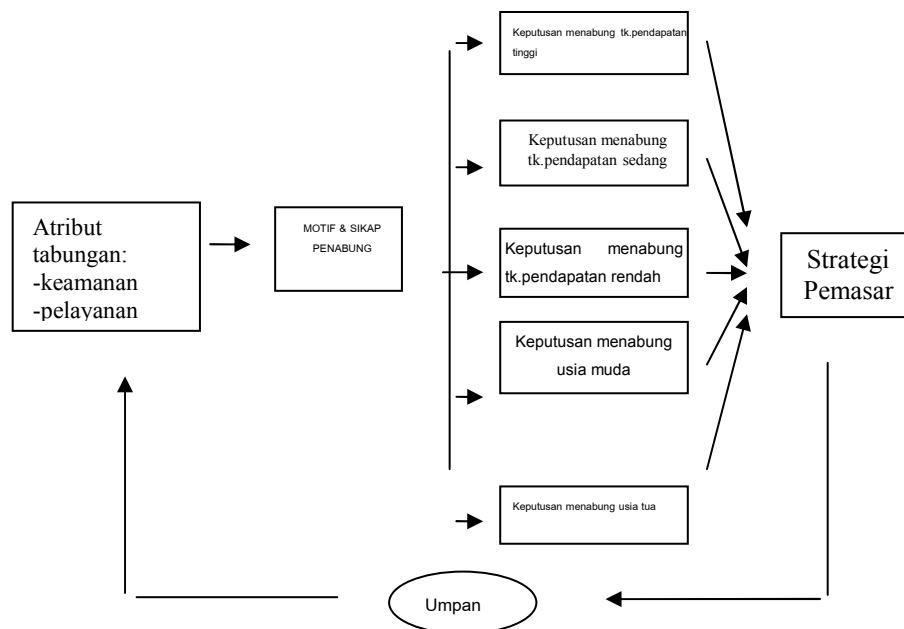 Keputusan menabung tk.pendapatan
tinggi
Keputusan menabung
tk.pendapatan sedang
Atribut
tabungan:
-keamanan
-pelayanan
MOTIF & SIKAP
PENABUNG
Keputusan menabung
tk.pendapatan rendah
Strategi
Pemasar
Keputusan menabung
usia muda
Keputusan menabung usia tua
Umpan